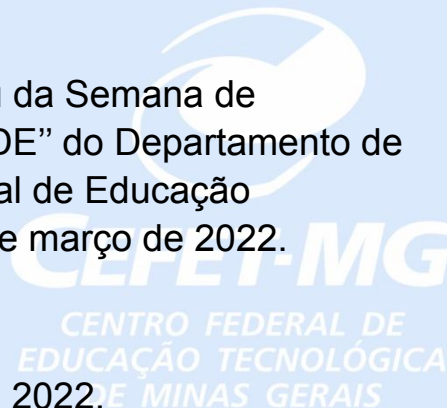 da Semana de
DE” do Departamento de
al de Educação
e março de 2022.
CEFET-MG
CENTRO FEDERAL DE
EDUCAÇÃO TECNOLÓGICA
2022.
DE MINAS GERAIS